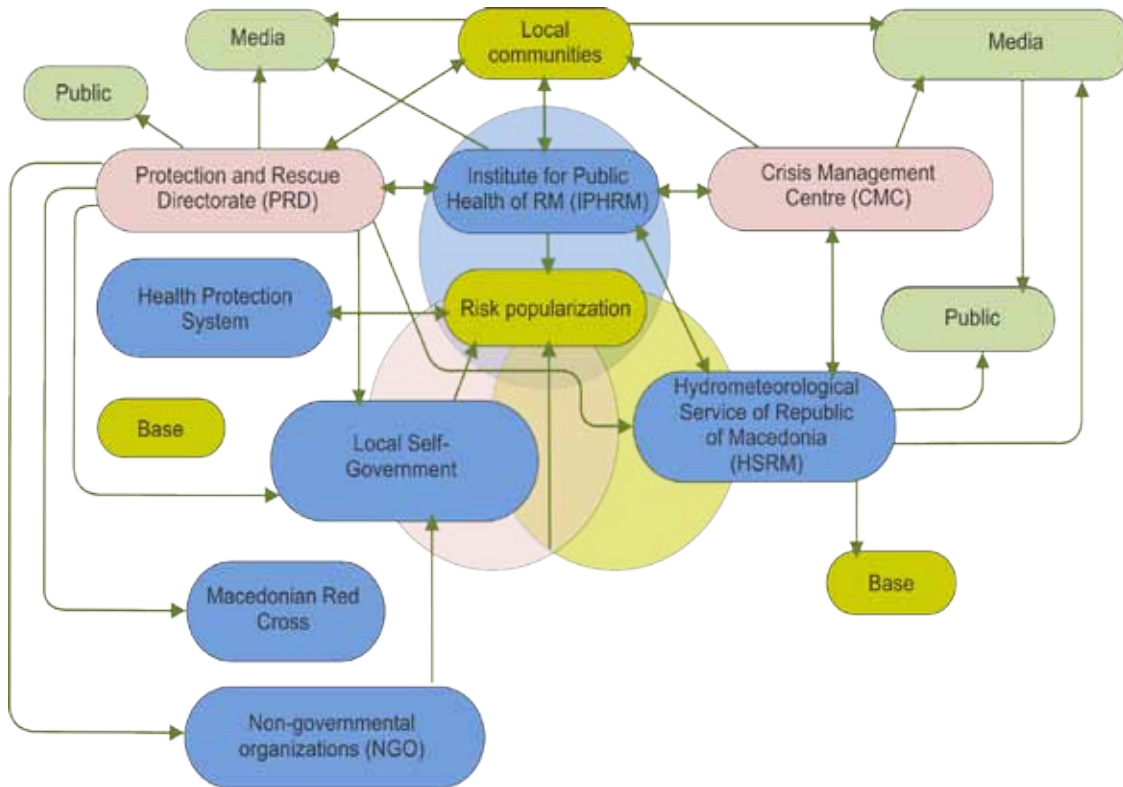 Media
Local
communities
Media
Public
Protection and Rescue
Directorate (PRD)
Institute for Public
Health of RM (IPHRM)
Crisis Management
Centre (CMC)
Health Protection
System
Risk popularization
Public
Base
Local Self-
Government
Hydrometeorological
Service of Republic
of Macedonia
(HSRM)
Base
Macedonian Red
Cross
Non-governmental
organizations (NGO)